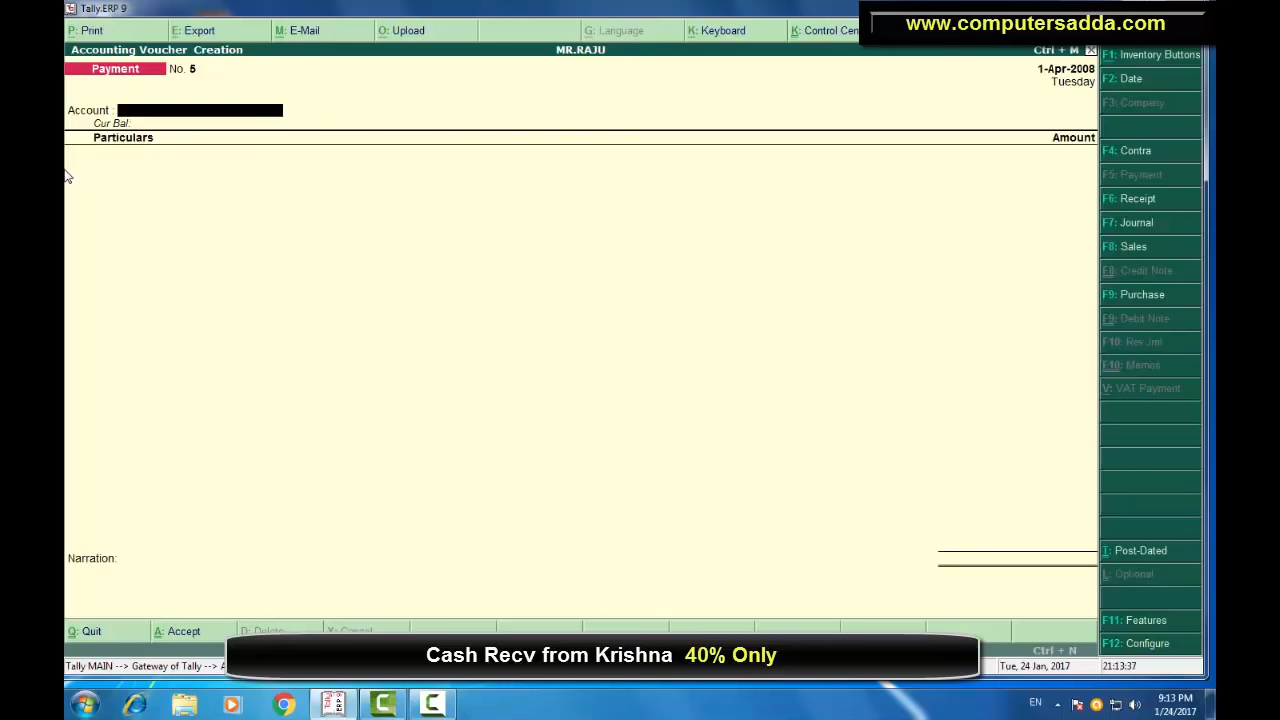 Tally.ERP 9
www.computersadda.com
P: Print E: Export M: E-Mail O: Upload G: Language K: Keyboard K: Control Cen
Accounting Voucher Creation MR.RAJU Ctrl + M
Payment No. 5 1-Apr-2008
Tuesday
Account :
Cur Bal:
Particulars Amount
F1: Inventory Buttons
F2: Date
F3: Company
F4: Contra
F5: Payment
F6: Receipt
F7: Journal
F8: Sales
F8: Credit Note
F9: Purchase
F9: Debit Note
F10: Rev Jrnl
F10: Memos
V: VAT Payment
T: Post-Dated
L: Optional
F11: Features
F12: Configure
Narration:
Q: Quit A: Accept D: Delete X: Cancel
Ctrl + N
Cash Recv from Krishna 40% Only
Tally MAIN --> Gateway of Tally --> A Tue, 24 Jan, 2017 21:13:37
EN 9:13 PM
1/24/2017